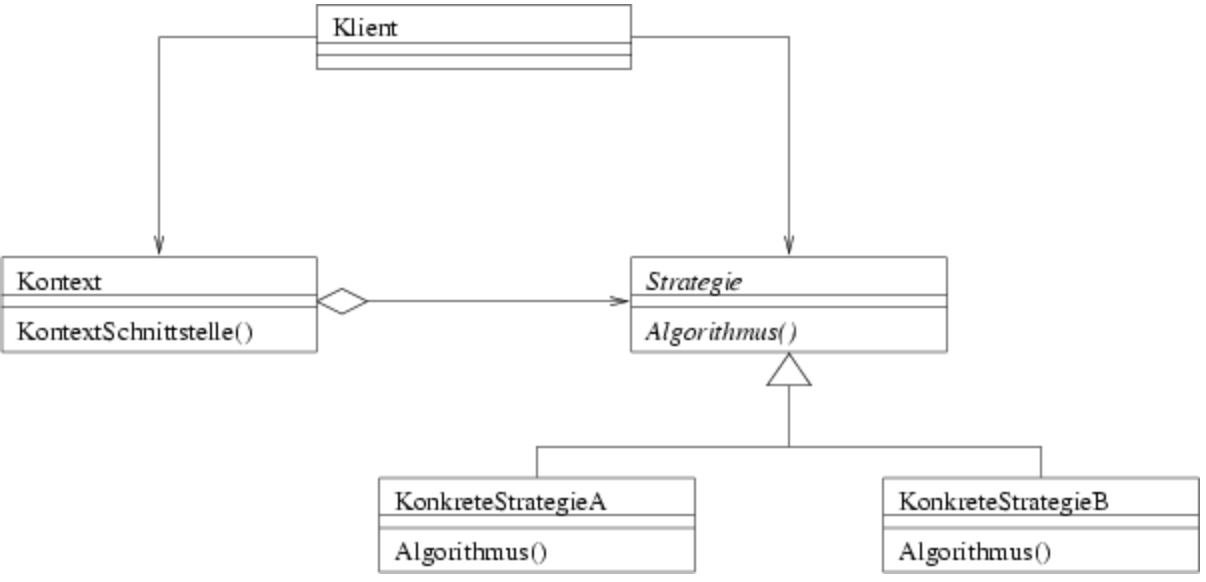 Klient
Kontext
KontextSchnittstelle()
Strategie
Algorithmus()
KonkreteStrategieA
Algorithmus()
KonkreteStrategieB
Algorithmus()